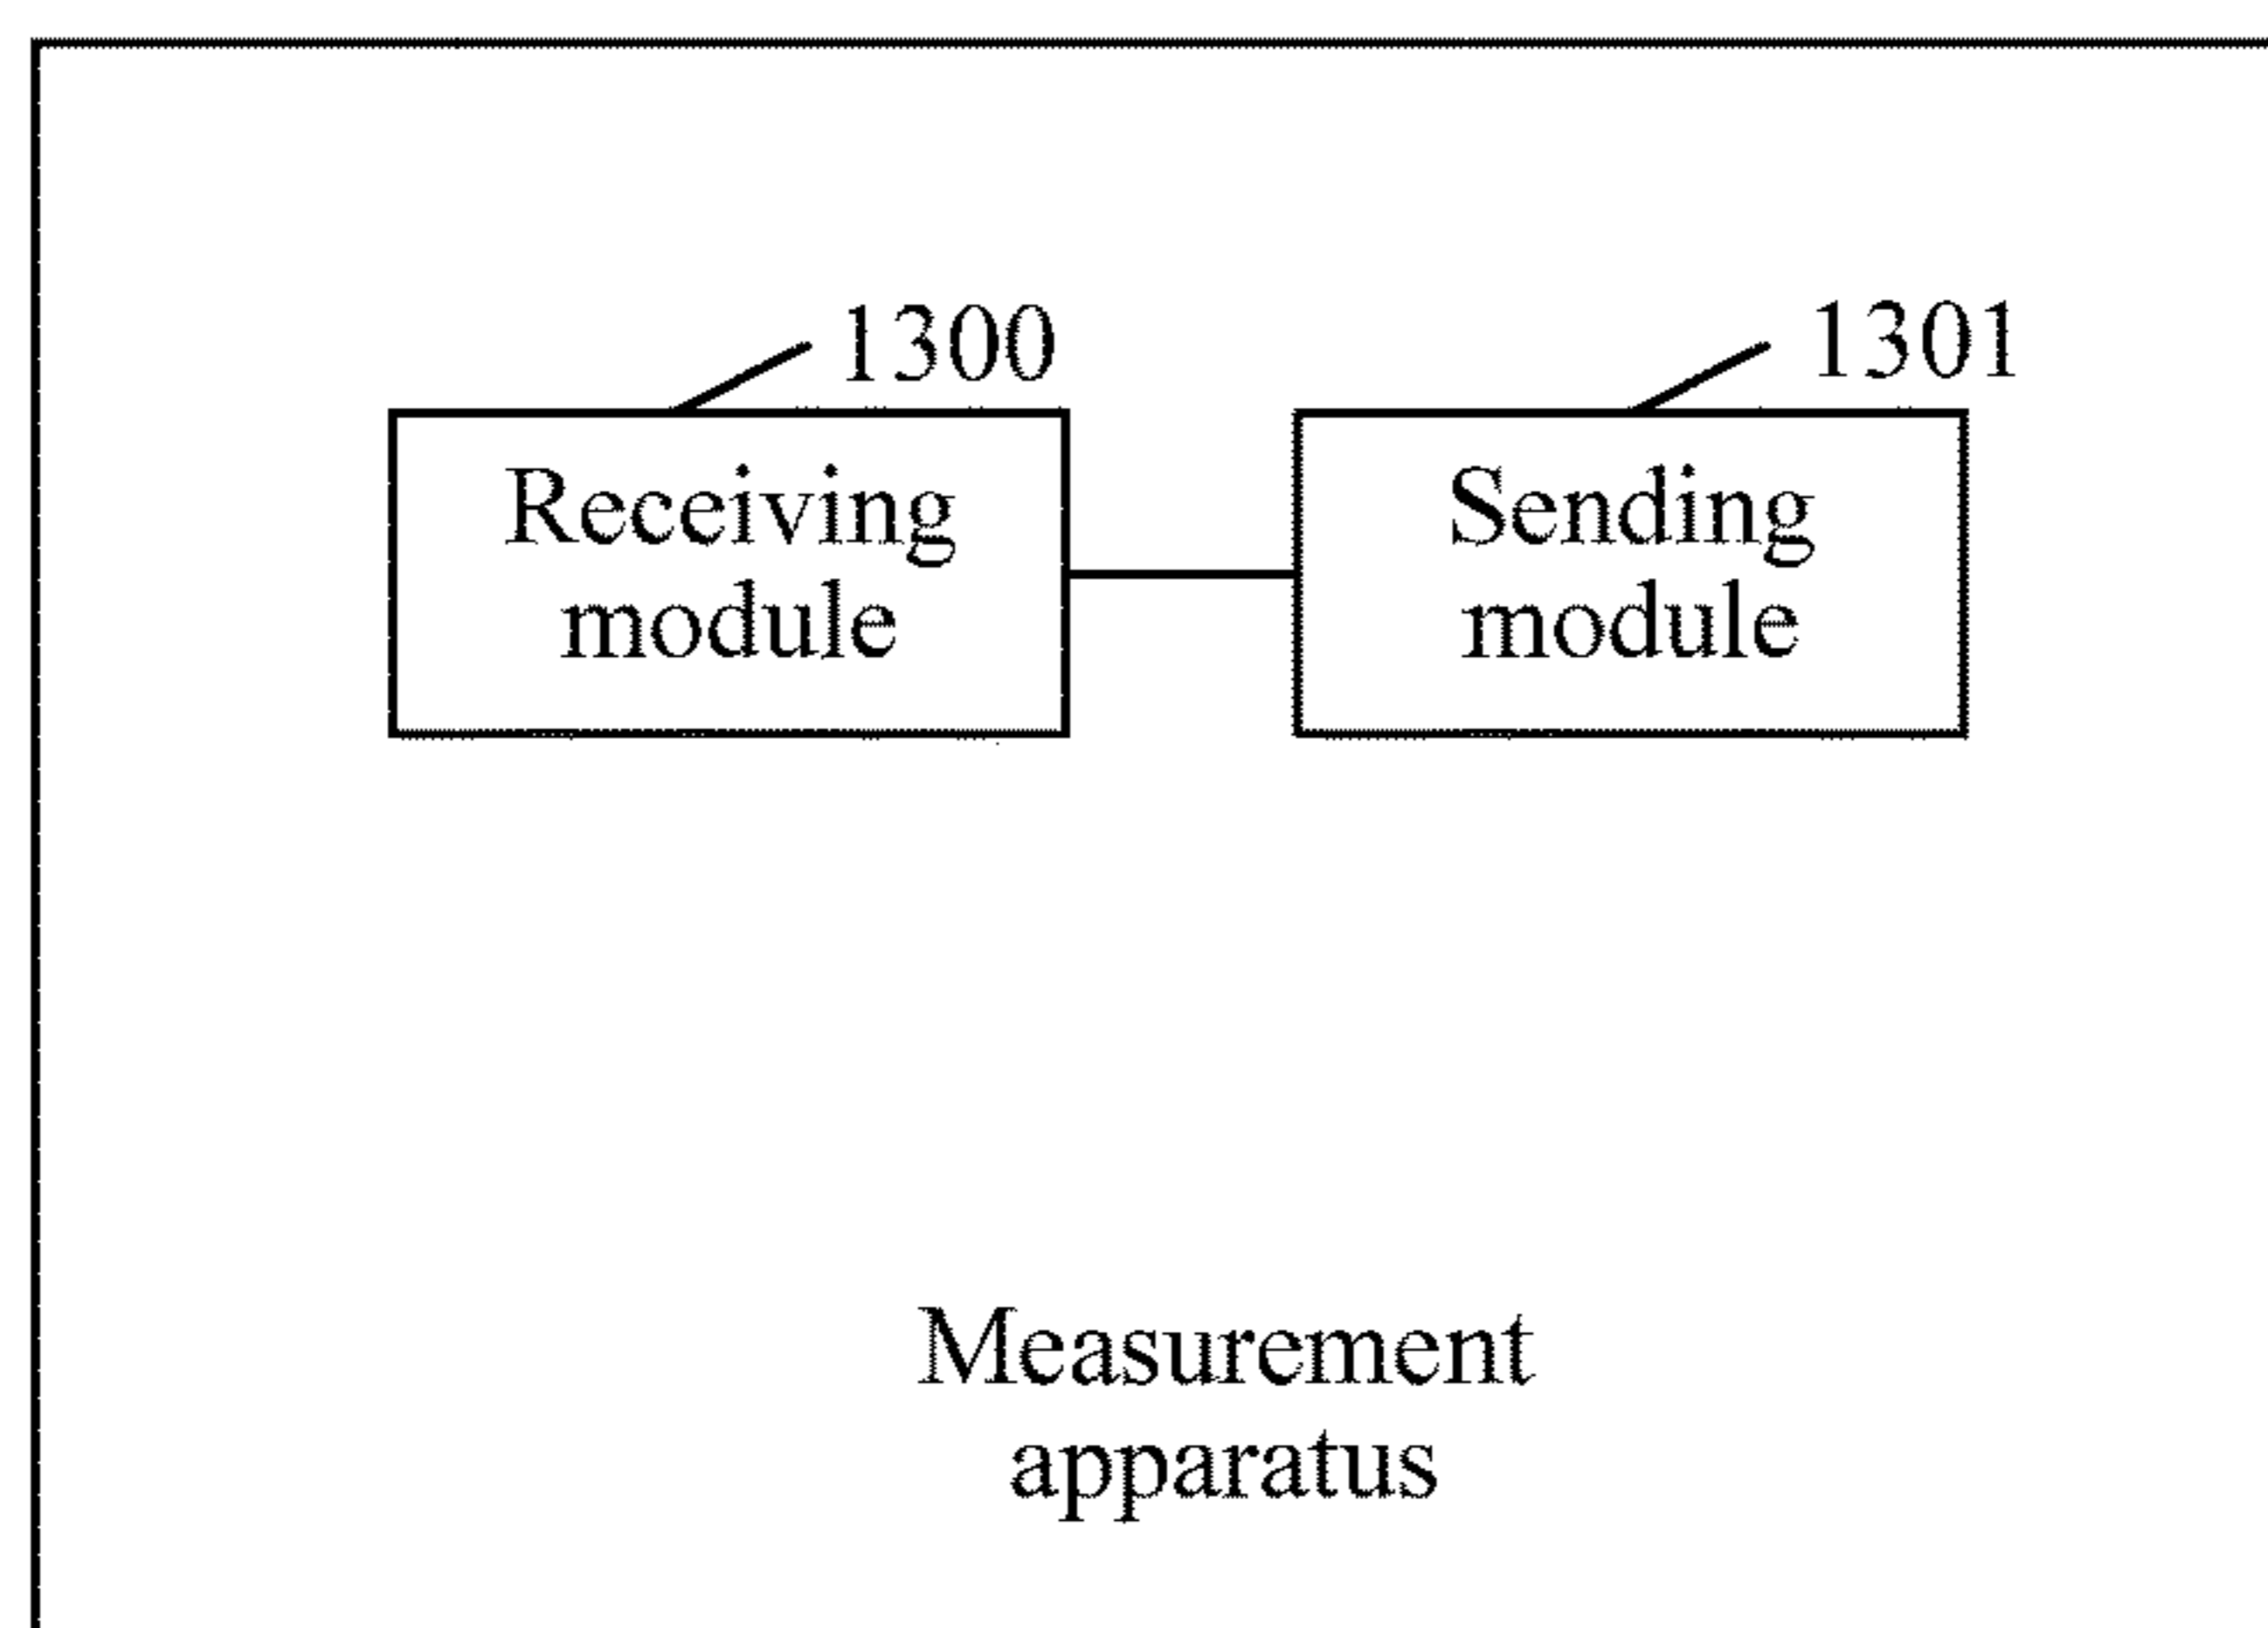 1300
1301
Receiving
module
Sending
module
Measurement
apparatus